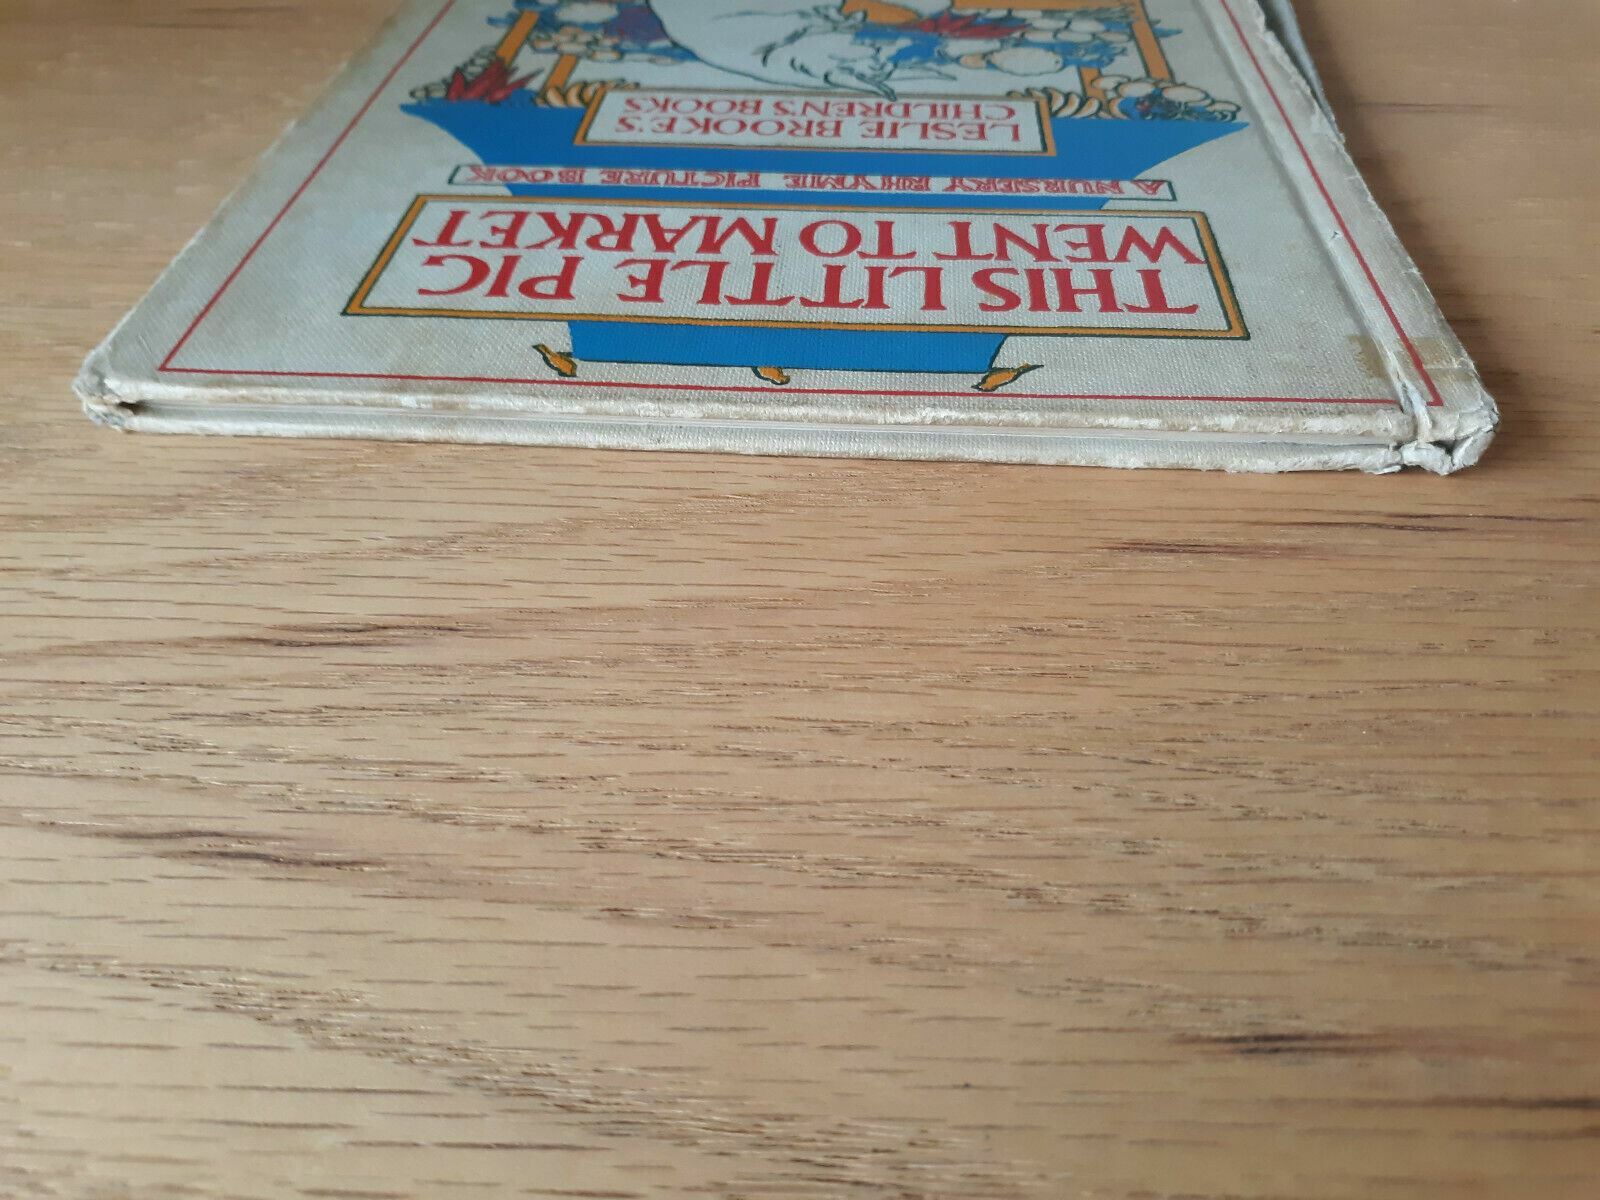 THIS LITTLE PIG
WENT TO MARKET
A NURSERY RHYME PICTURE BOOK
LESLIE BROOKE'S
CHILDREN'S BOOKS